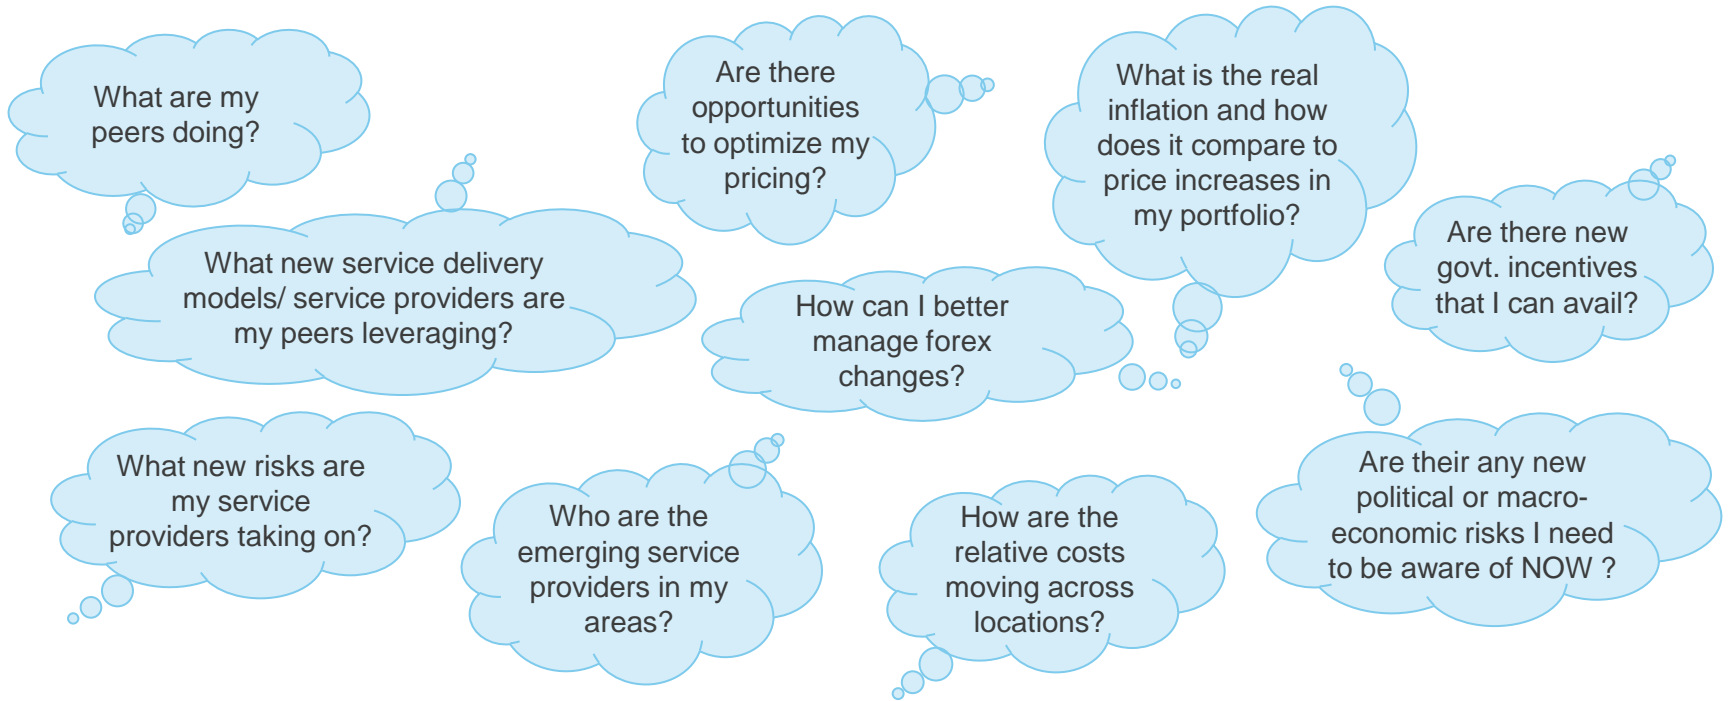 What are my
peers doing?
Are there
opportunities
to optimize my
pricing?
What is the real
inflation and how
does it compare to
price increases in
my portfolio?
Are there new
govt. incentives
that I can avail?
What new service delivery
models/ service providers are
my peers leveraging?
How can I better
manage forex
changes?
What new risks are
my service
providers taking on?
Who are the
emerging service
providers in my
areas?
How are the
relative costs
moving across
locations?
Are their any new
political or macro-
economic risks I need
to be aware of NOW ?